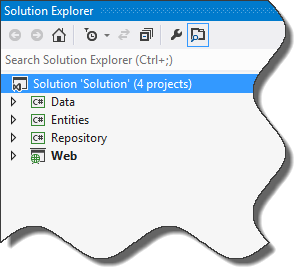 Solution Explorer
Search Solution Explorer (Ctrl+;)
Solution 'Solution' (4 projects)
C# Data
C# Entities
C# Repository
Web